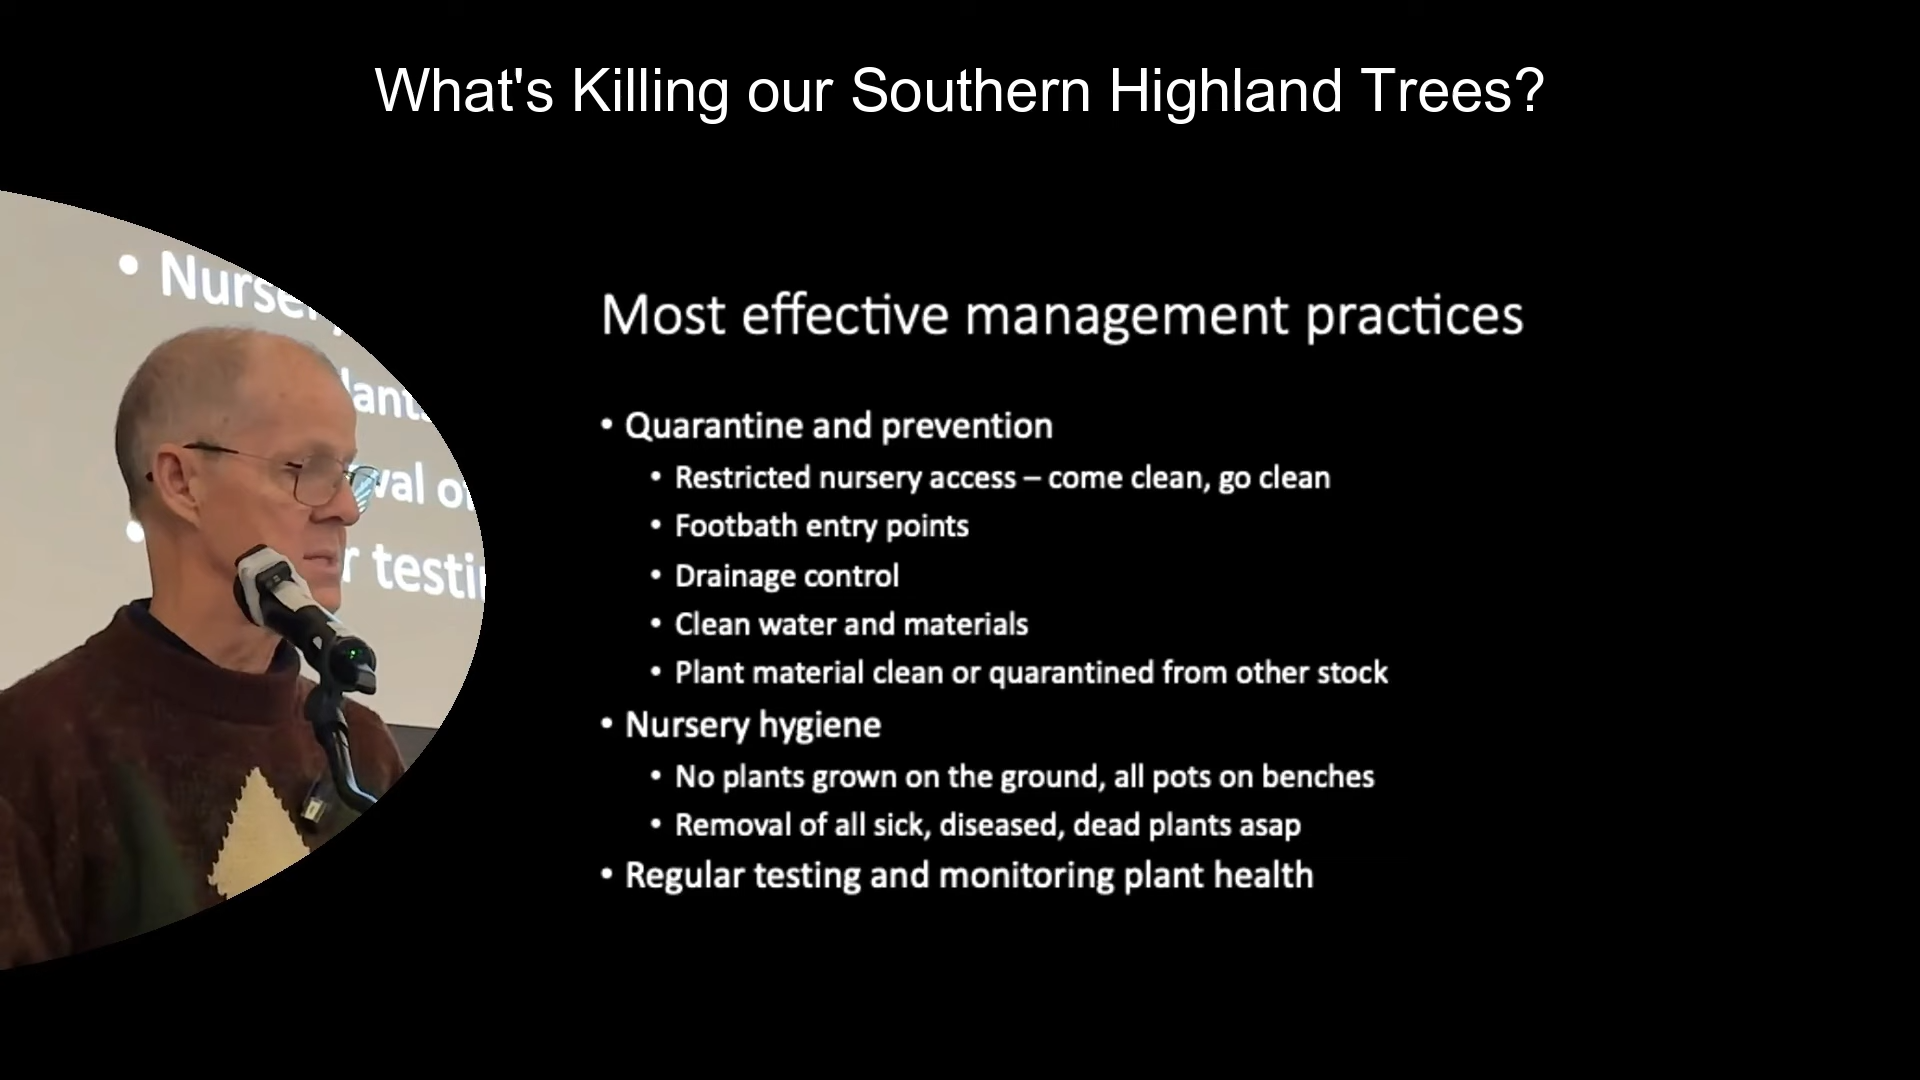 What's Killing our Southern Highland Trees?
Most effective management practices
• Quarantine and prevention
• Restricted nursery access – come clean, go clean
• Footbath entry points
• Drainage control
• Clean water and materials
• Plant material clean or quarantined from other stock
• Nursery hygiene
• No plants grown on the ground, all pots on benches
• Removal of all sick, diseased, dead plants asap
• Regular testing and monitoring plant health